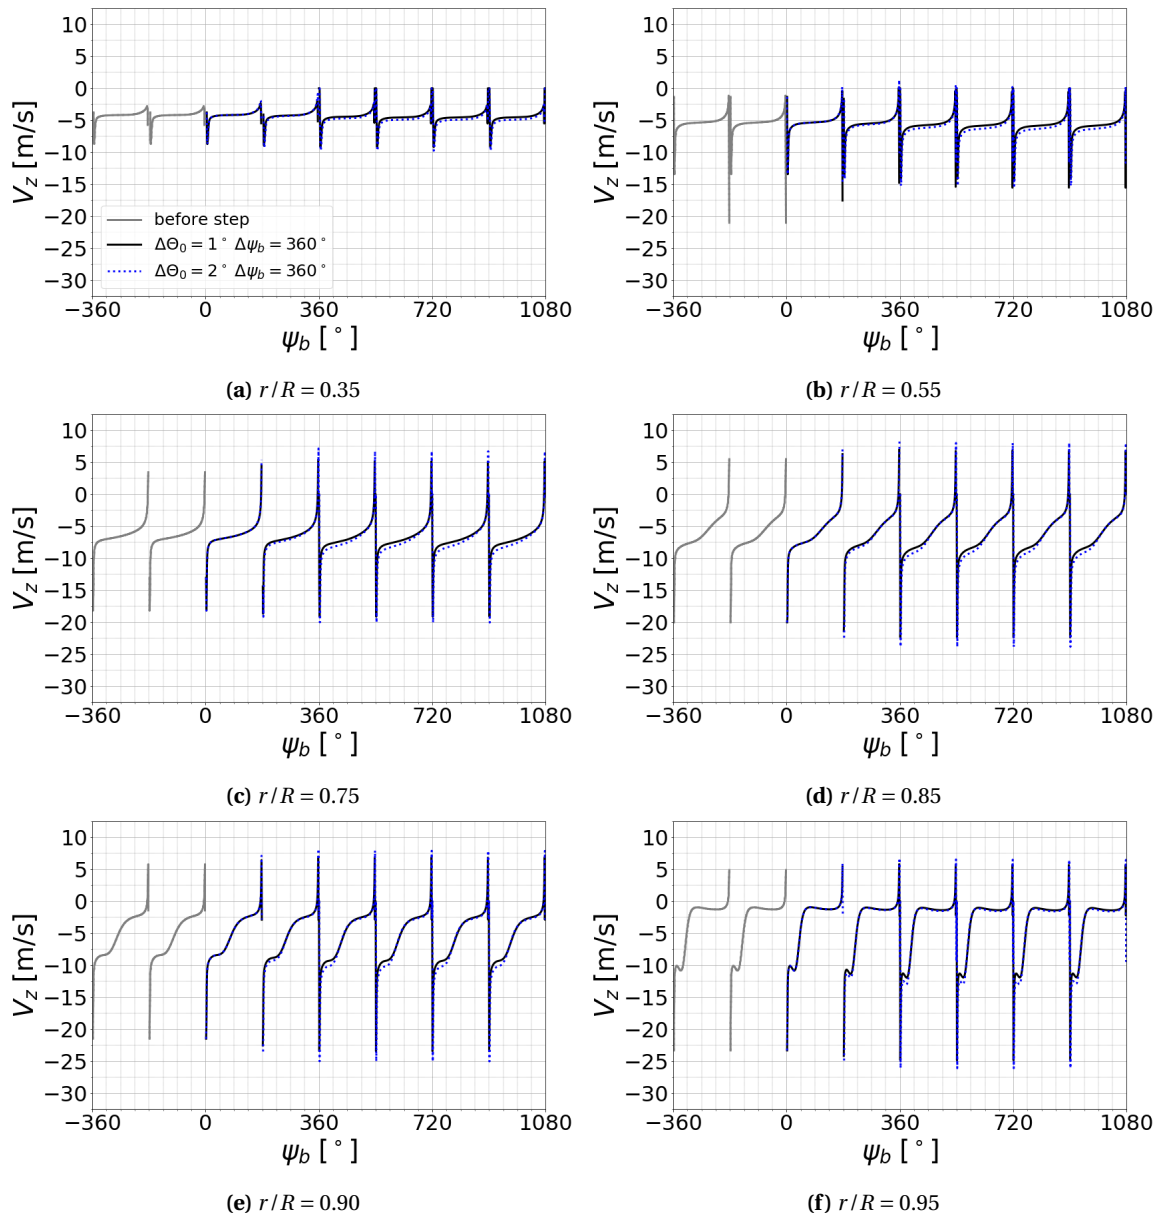 10
5
0
−5
−10
−15
−20
−25
−30
V_z [m/s]
before step
ΔΘ_0 = 1° Δψ_b = 360°
ΔΘ_0 = 2° Δψ_b = 360°
−360 0 360 720 1080
ψ_b [°]
(a) r/R = 0.35
10
5
0
−5
−10
−15
−20
−25
−30
V_z [m/s]
−360 0 360 720 1080
ψ_b [°]
(b) r/R = 0.55
10
5
0
−5
−10
−15
−20
−25
−30
V_z [m/s]
−360 0 360 720 1080
ψ_b [°]
(c) r/R = 0.75
10
5
0
−5
−10
−15
−20
−25
−30
V_z [m/s]
−360 0 360 720 1080
ψ_b [°]
(d) r/R = 0.85
10
5
0
−5
−10
−15
−20
−25
−30
V_z [m/s]
−360 0 360 720 1080
ψ_b [°]
(e) r/R = 0.90
10
5
0
−5
−10
−15
−20
−25
−30
V_z [m/s]
−360 0 360 720 1080
ψ_b [°]
(f) r/R = 0.95